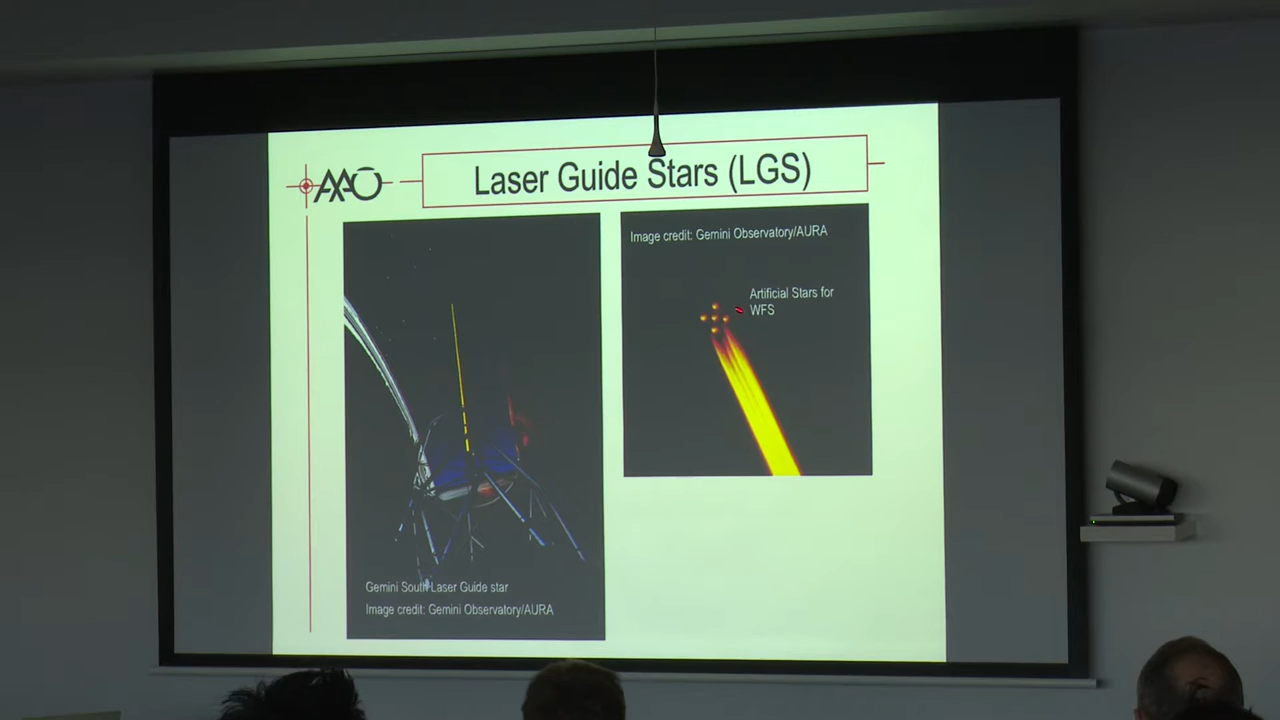 AAO
Laser Guide Stars (LGS)
Image credit: Gemini Observatory/AURA
Artificial Stars for
WFS
Gemini South Laser Guide star
Image credit: Gemini Observatory/AURA